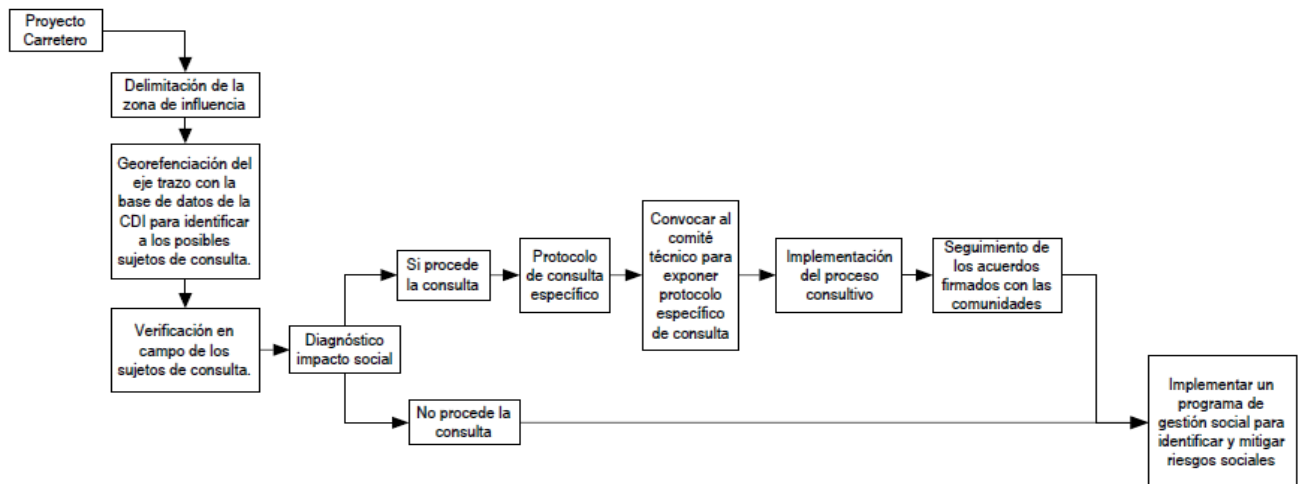 Proyecto
Carretero
Delimitación de la
zona de influencia
Georefenciación del
eje trazo con la
base de datos de la
CDI para identificar
a los posibles
sujetos de consulta.
Verificación en
campo de los
sujetos de consulta.
Diagnóstico
impacto social
Si procede
la consulta
Protocolo
de consulta
específico
Convocar al
comité
técnico para
exponer
protocolo
específico
de consulta
Implementación
del proceso
consultivo
Seguimiento de
los acuerdos
firmados con las
comunidades
No procede la
consulta
Implementar un
programa de
gestión social para
identificar y mitigar
riesgos sociales